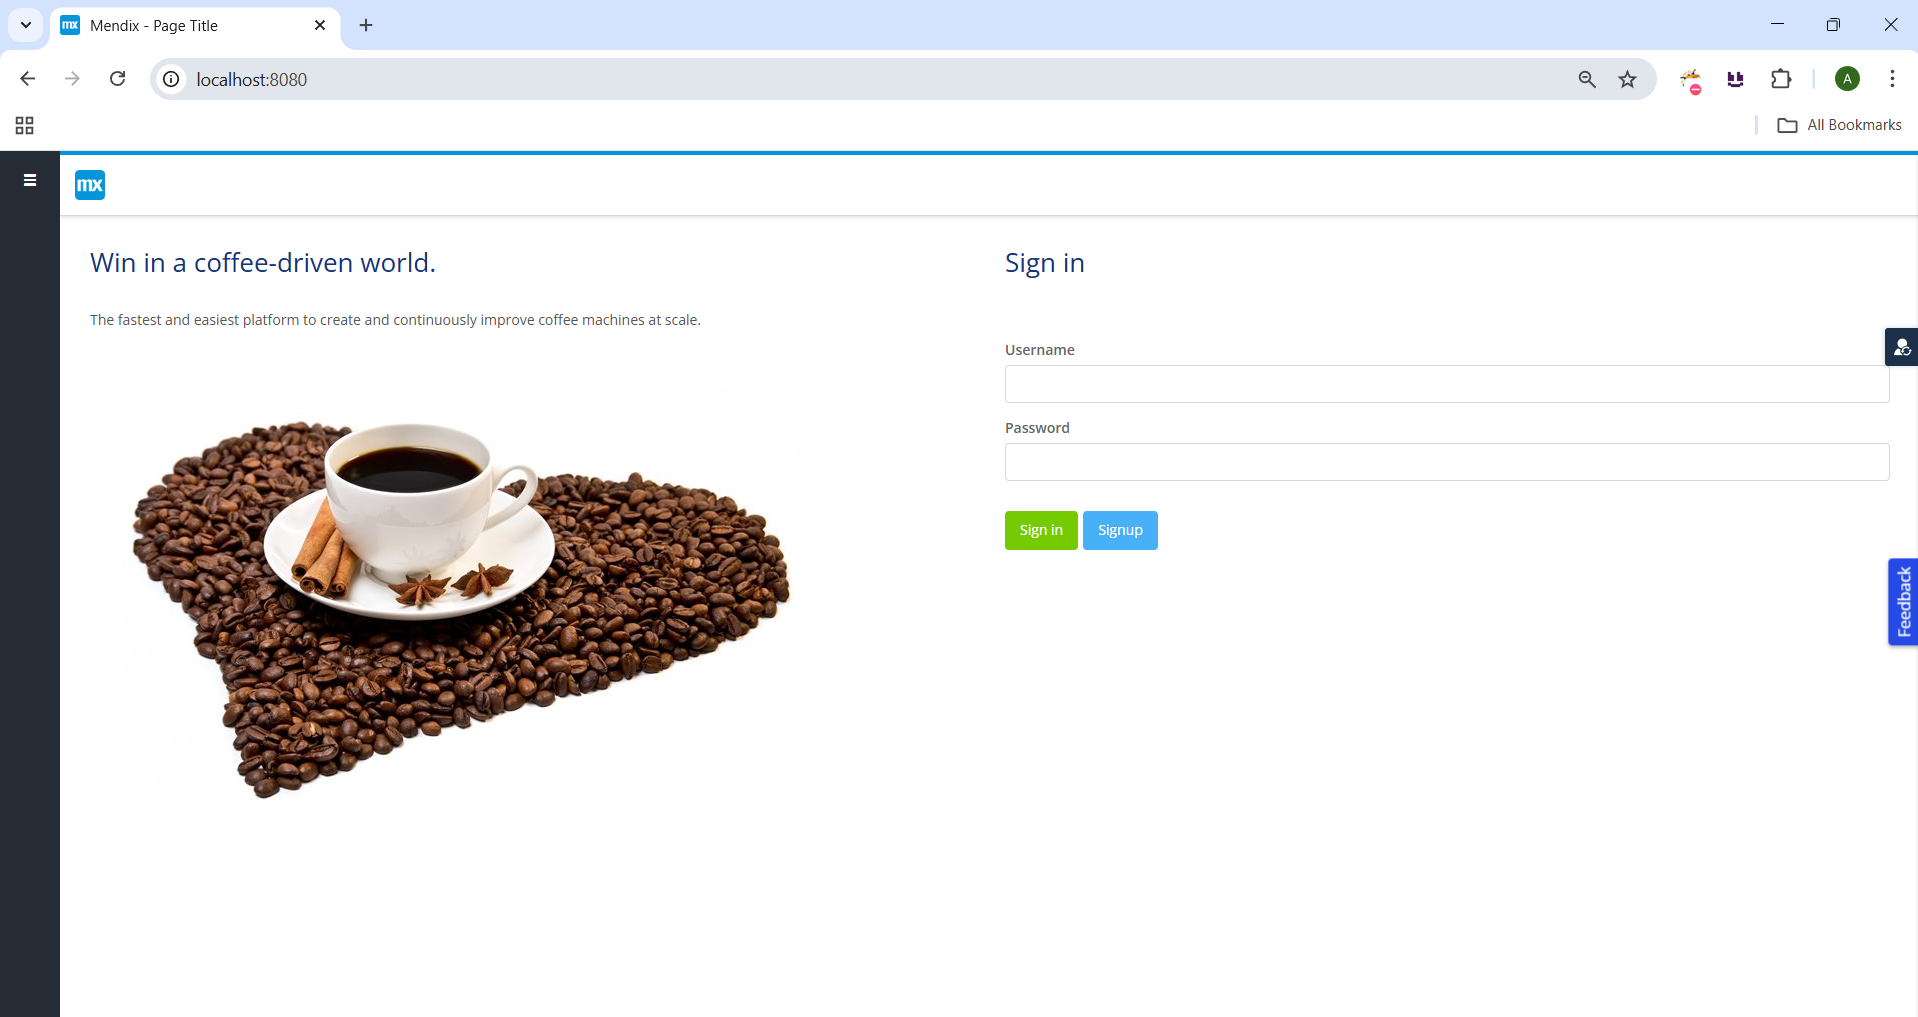 mx Mendix - Page Title
localhost:8080
A
All Bookmarks
mx
Win in a coffee-driven world.
The fastest and easiest platform to create and continuously improve coffee machines at scale.
Sign in
Username
Password
Sign in Signup
Feedback